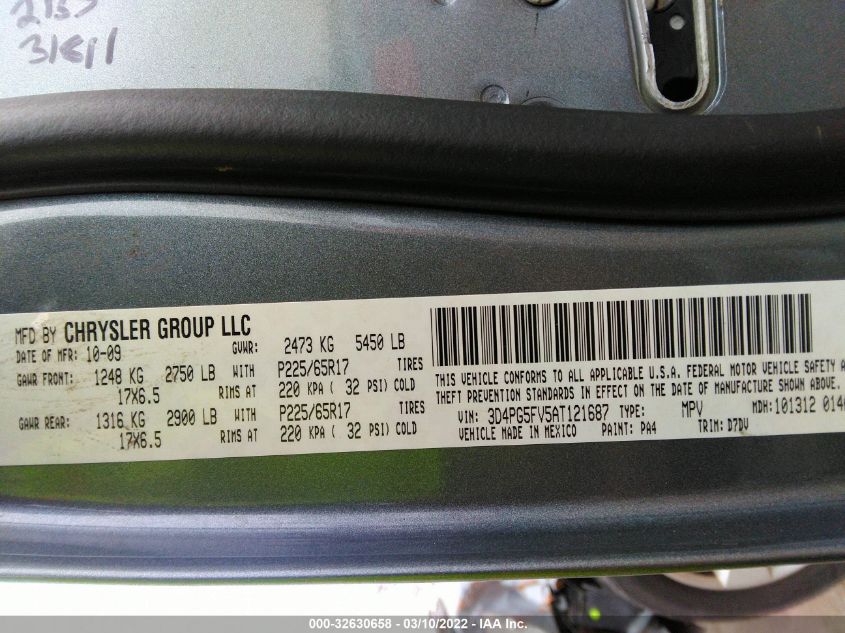 MFD BY CHRYSLER GROUP LLC
DATE OF MFR: 10-09 GVWR: 2473 KG 5450 LB
GAWR FRONT: 1248 KG 2750 LB WITH P225/65R17 TIRES
17X6.5 RIMS AT 220 KPA ( 32 PSI) COLD
GAWR REAR: 1316 KG 2900 LB WITH P225/65R17 TIRES
17X6.5 RIMS AT 220 KPA ( 32 PSI) COLD
THIS VEHICLE CONFORMS TO ALL APPLICABLE U.S.A. FEDERAL MOTOR VEHICLE SAFETY
THEFT PREVENTION STANDARDS IN EFFECT ON THE DATE OF MANUFACTURE SHOWN ABOVE.
VIN: 3D4PG5FV5AT121687 TYPE: MPV MDH: 101312
VEHICLE MADE IN MEXICO PAINT: PA4 TRIM: D7DV
000-32630658 - 03/10/2022 - IAA Inc.